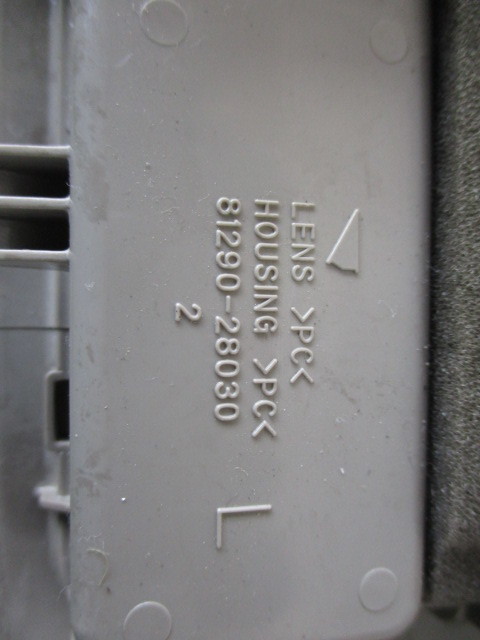 LENS >PC<
HOUSING >PC<
81290-28030
2
L